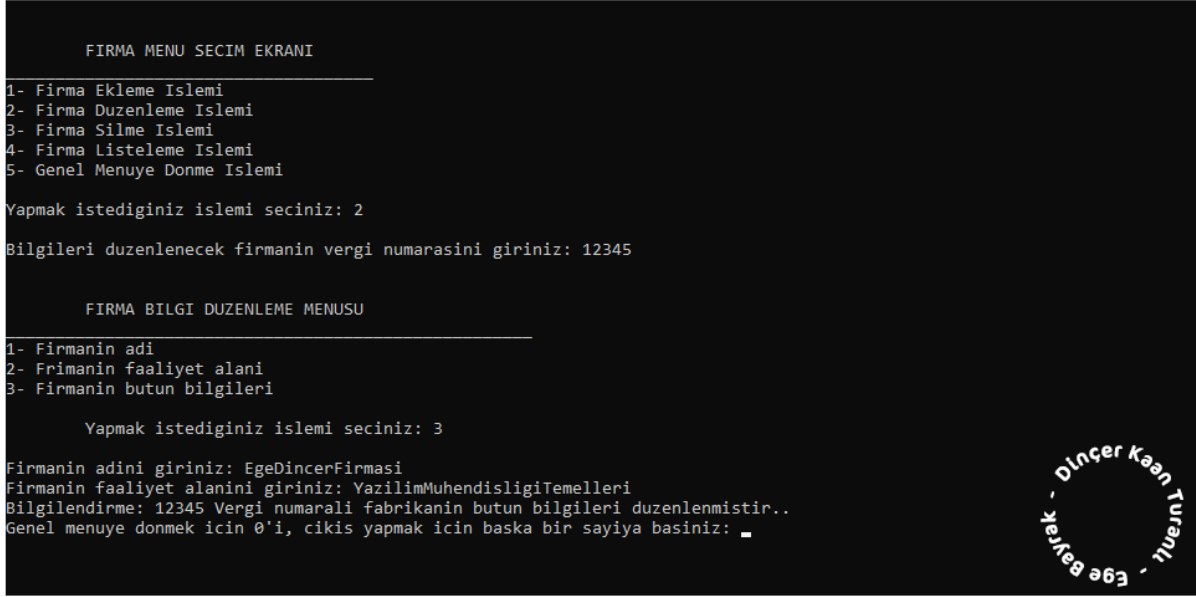 FIRMA MENU SECIM EKRANI
_____________________________________
1- Firma Ekleme Islemi
2- Firma Duzenleme Islemi
3- Firma Silme Islemi
4- Firma Listeleme Islemi
5- Genel Menuye Donme Islemi
Yapmak istediginiz islemi seciniz: 2
Bilgileri duzenlenecek firmanin vergi numarasini giriniz: 12345
FIRMA BILGI DUZENLEME MENUSU
_____________________________________________________
1- Firmanin adi
2- Frimanin faaliyet alani
3- Firmanin butun bilgileri
Yapmak istediginiz islemi seciniz: 3
Firmanin adini giriniz: EgeDincerFirmasi
Firmanin faaliyet alanini giriniz: YazilimMuhendisligiTemelleri
Bilgilendirme: 12345 Vergi numarali fabrikanin butun bilgileri duzenlenmistir..
Genel menuye donmek icin 0'i, cikis yapmak icin baska bir sayiya basiniz:
Dinçer Kaan Turanlı - Ege Bayrak -